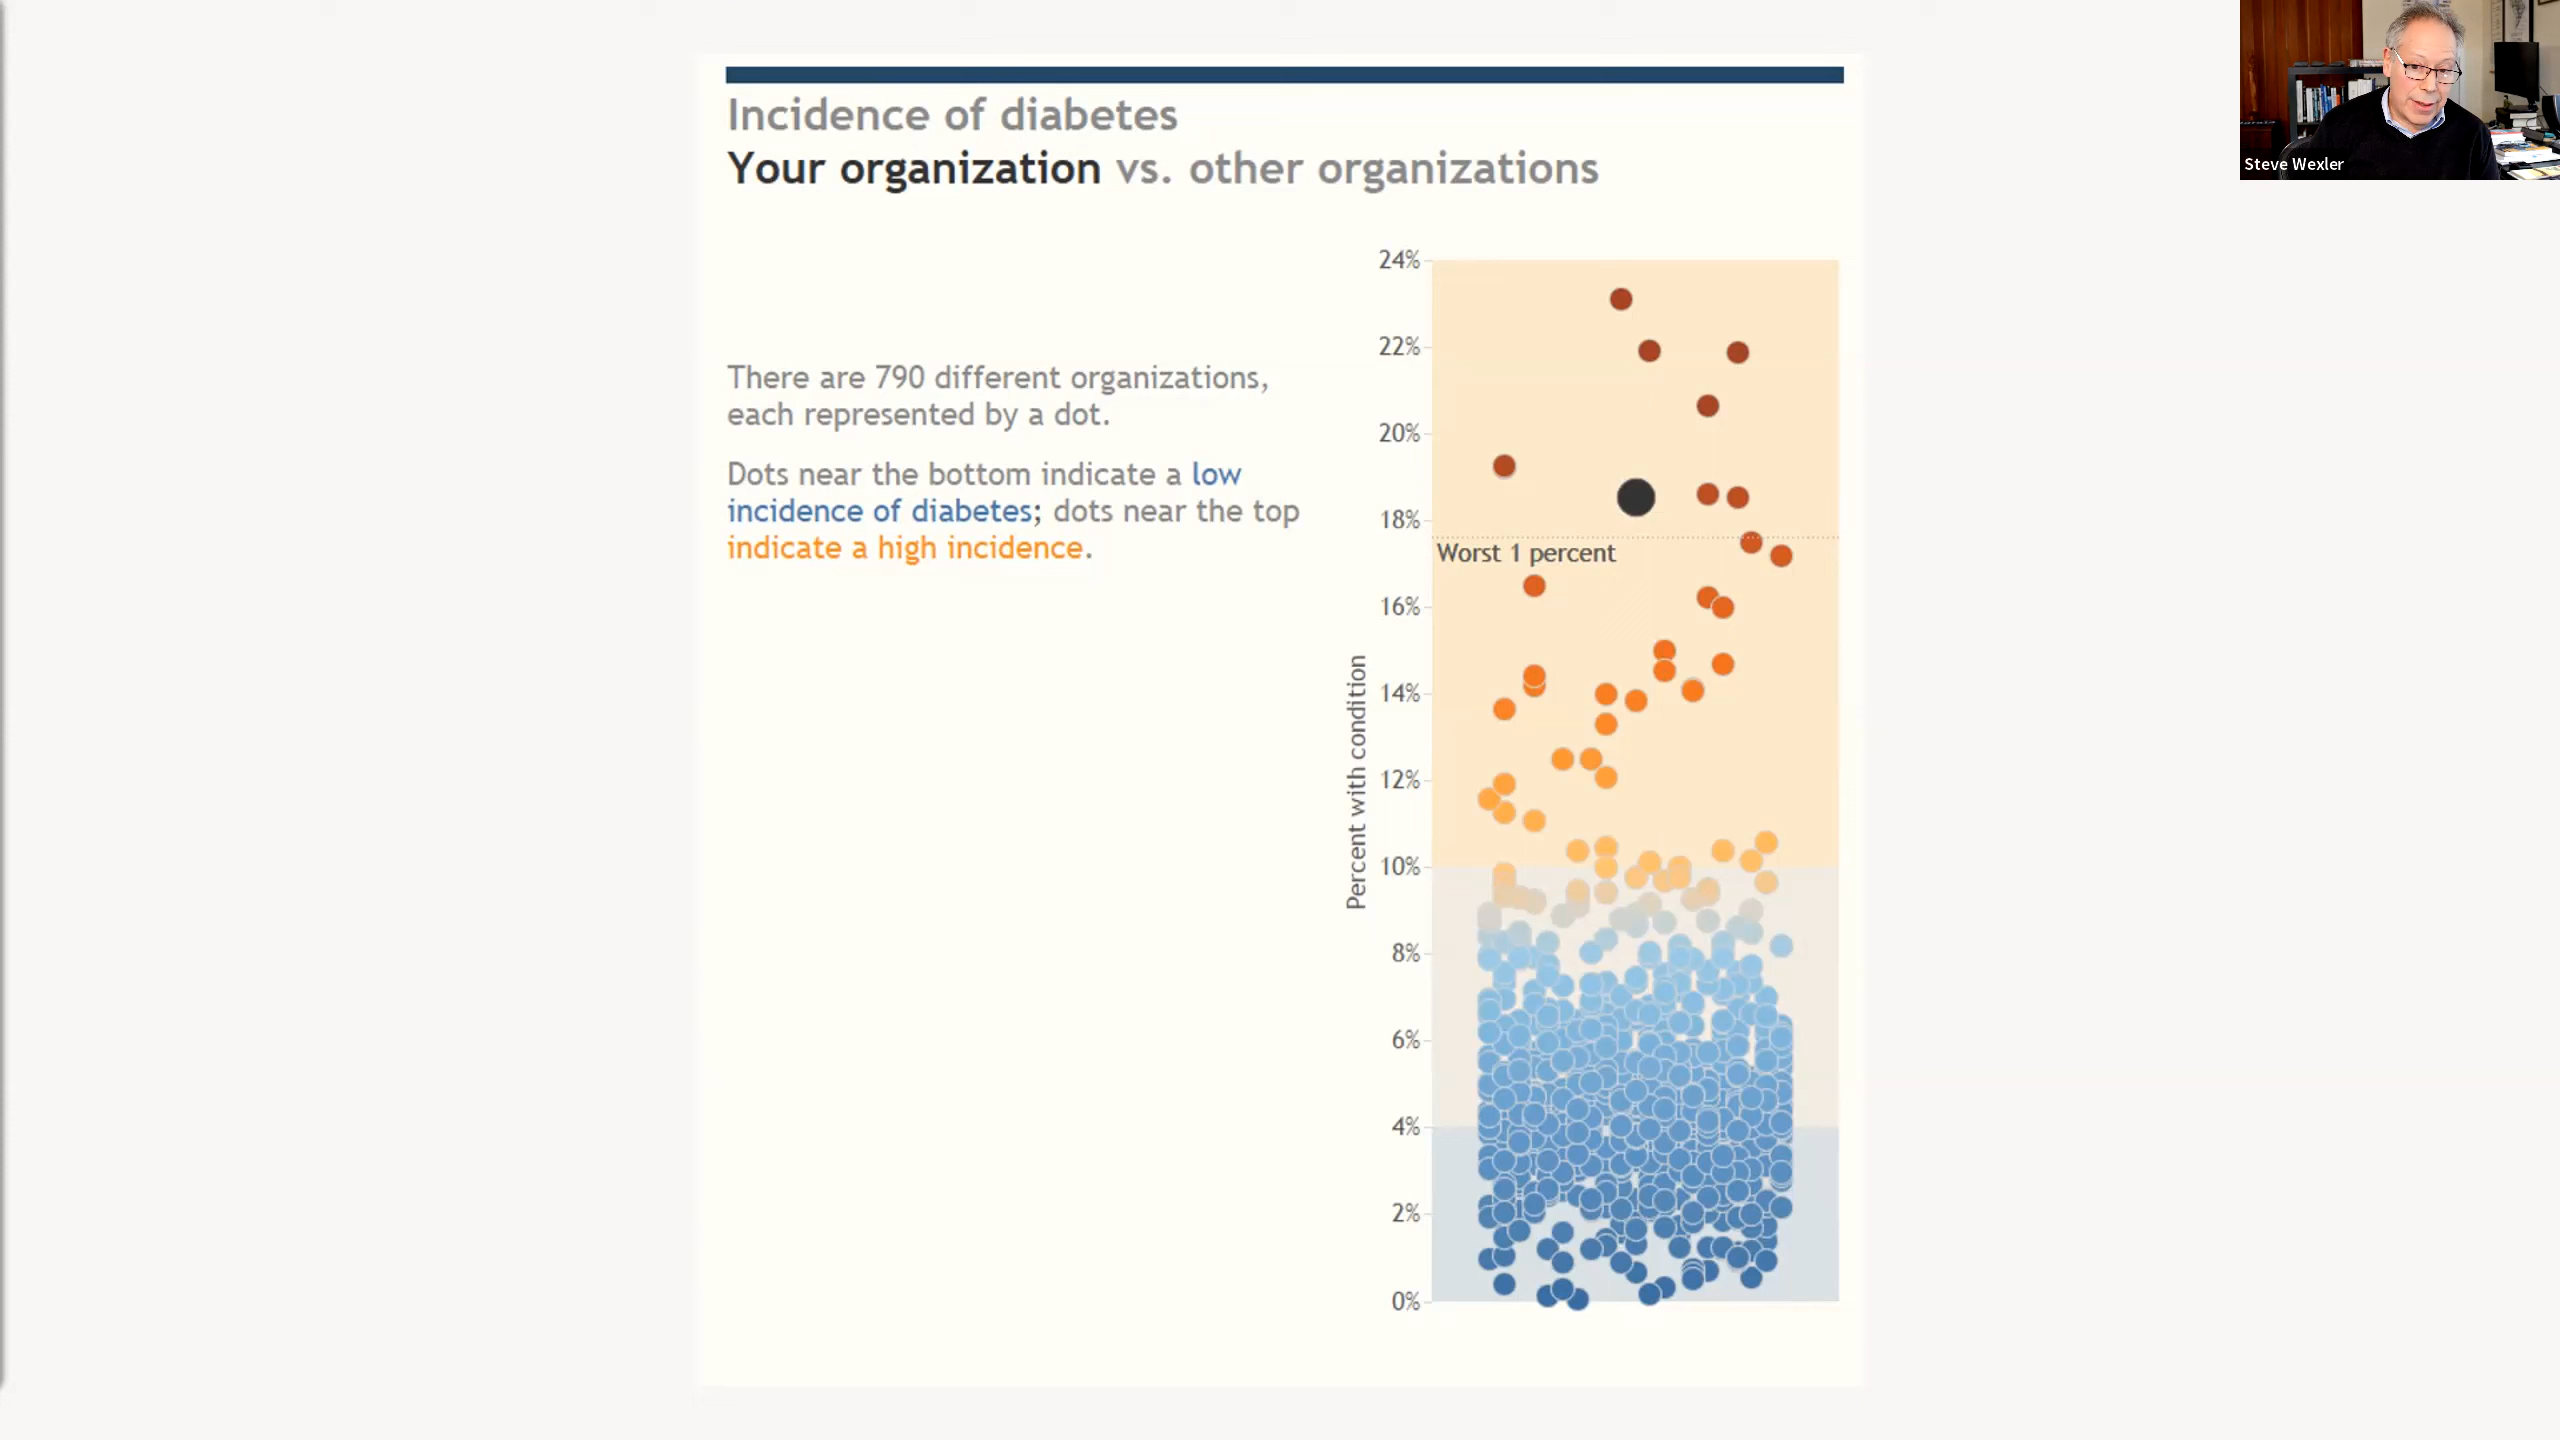 Incidence of diabetes
Your organization vs. other organizations
Steve Wexler
There are 790 different organizations,
each represented by a dot.
Dots near the bottom indicate a low
incidence of diabetes; dots near the top
indicate a high incidence.
Percent with condition
24%
22%
20%
18%
Worst 1 percent
16%
14%
12%
10%
8%
6%
4%
2%
0%